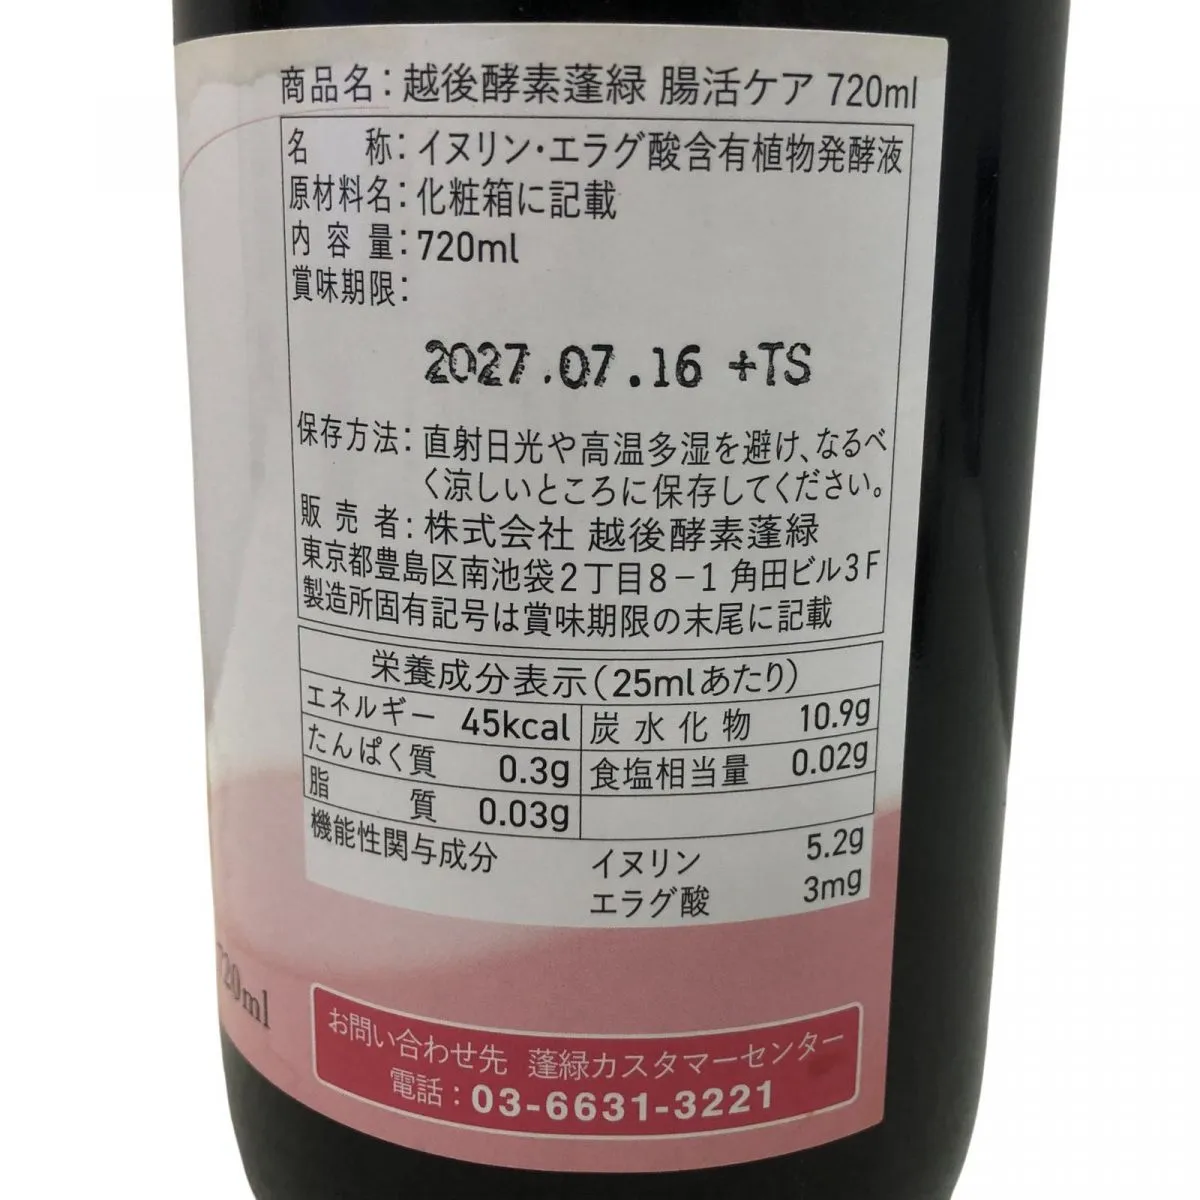 商品名：越後酵素蓬緑 腸活ケア 720ml
名称：イヌリン・エラグ酸含有植物発酵液
原材料名：化粧箱に記載
内容量：720ml
賞味期限：
2027.07.16 +TS
保存方法：直射日光や高温多湿を避け、なるべ
く涼しいところに保存してください。
販売者：株式会社 越後酵素蓬緑
東京都豊島区南池袋2丁目8−1 角田ビル3F
製造所固有記号は賞味期限の末尾に記載
栄養成分表示（25mlあたり）
エネルギー 45kcal 炭水化物 10.9g
たんぱく質 0.3g 食塩相当量 0.02g
脂質 0.03g
機能性関与成分 イヌリン 5.2g
エラグ酸 3mg
720ml
お問い合わせ先 蓬緑カスタマーセンター
電話：03-6631-3221